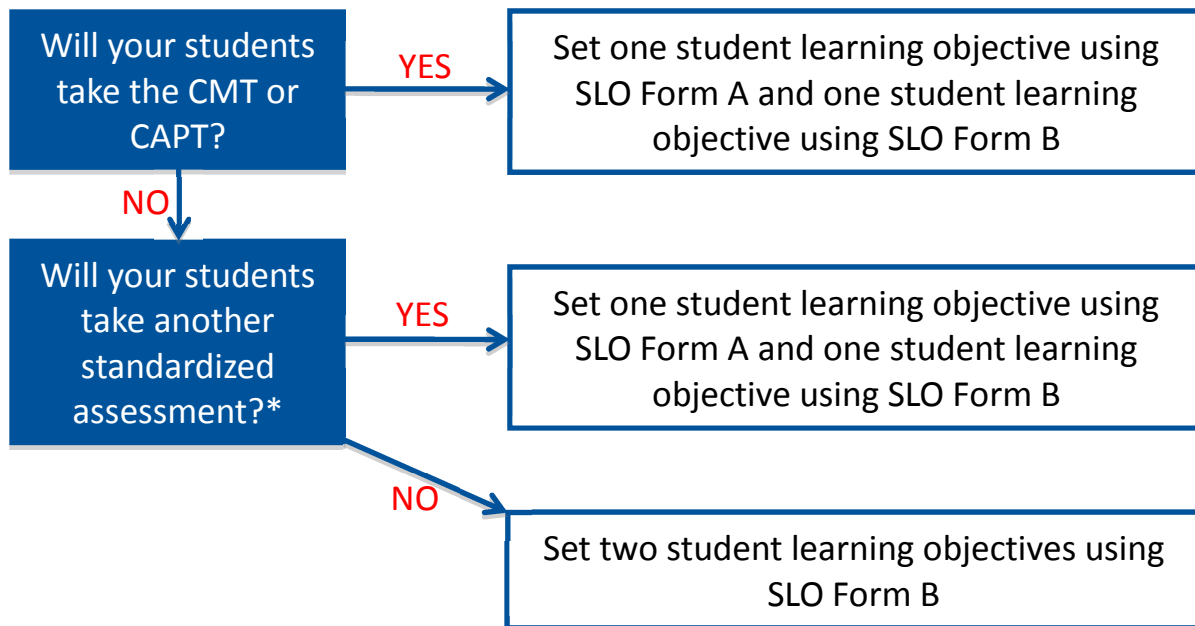 Will your students
take the CMT or
CAPT?
YES
Set one student learning objective using
SLO Form A and one student learning
objective using SLO Form B
NO
Will your students
take another
standardized
assessment?*
YES
Set one student learning objective using
SLO Form A and one student learning
objective using SLO Form B
NO
Set two student learning objectives using
SLO Form B